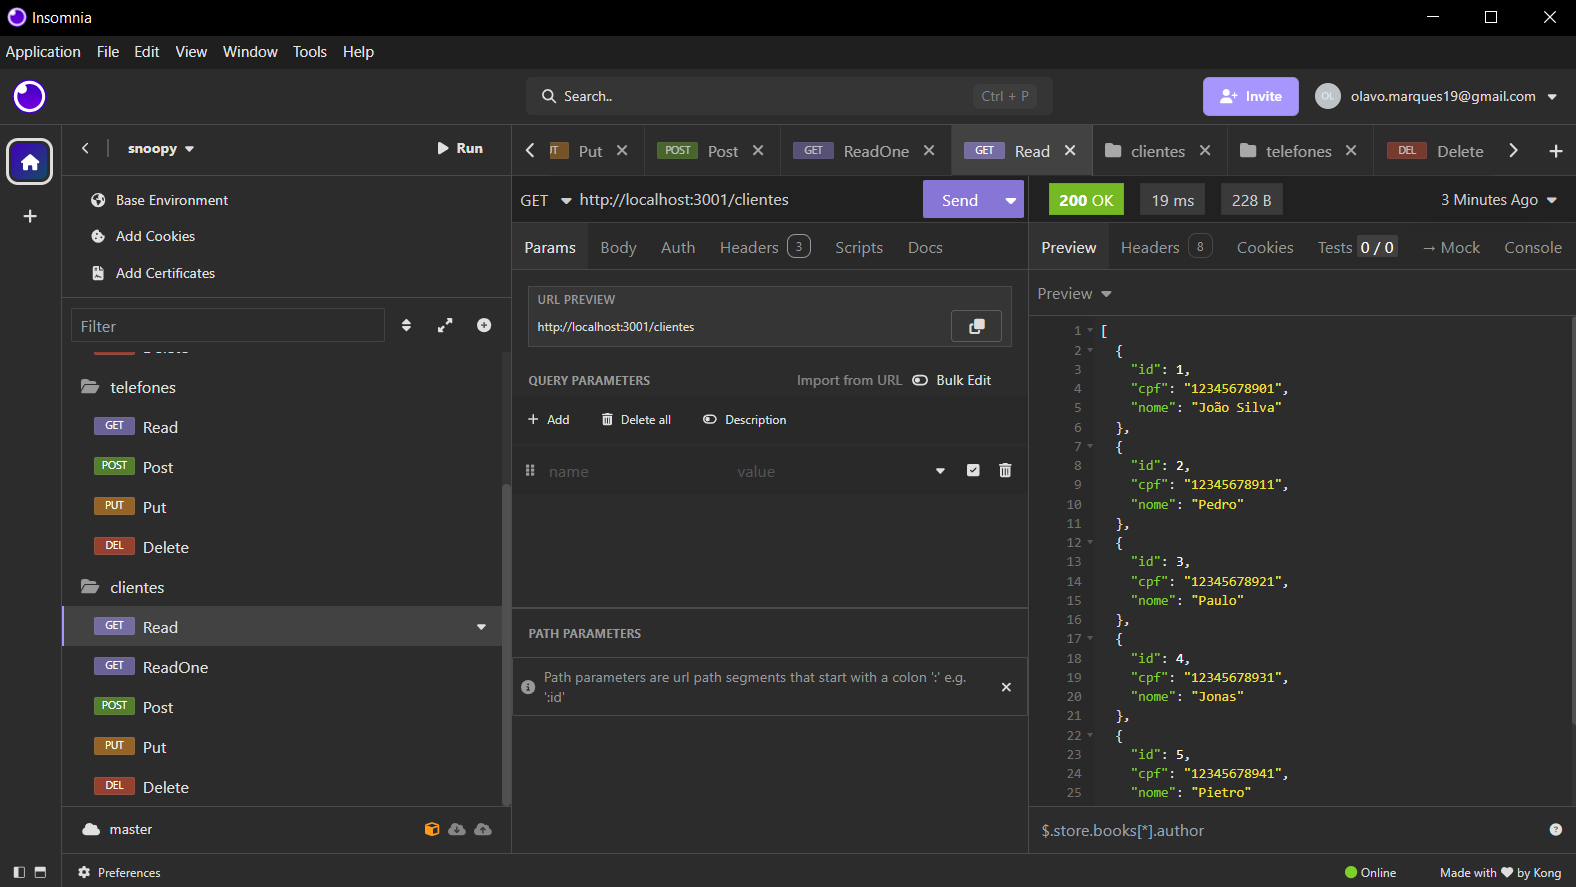 Insomnia
Application File Edit View Window Tools Help
Search.. Ctrl + P
Invite
OL
olavo.marques19@gmail.com
snoopy
Run
Base Environment
Add Cookies
Add Certificates
Filter
telefones
GET Read
POST Post
PUT Put
DEL Delete
clientes
GET Read
GET ReadOne
POST Post
PUT Put
DEL Delete
master
Preferences
Put
POST Post
GET ReadOne
GET Read
clientes
telefones
DEL Delete
GET http://localhost:3001/clientes
Send
Params Body Auth Headers 3 Scripts Docs
URL PREVIEW
http://localhost:3001/clientes
QUERY PARAMETERS Import from URL Bulk Edit
Add Delete all Description
name value
PATH PARAMETERS
Path parameters are url path segments that start with a colon ':' e.g.
':id'
200 OK 19 ms 228 B 3 Minutes Ago
Preview Headers 8 Cookies Tests 0 / 0 → Mock Console
Preview
1 [
2 {
3 "id": 1,
4 "cpf": "12345678901",
5 "nome": "João Silva"
6 },
7 {
8 "id": 2,
9 "cpf": "12345678911",
10 "nome": "Pedro"
11 },
12 {
13 "id": 3,
14 "cpf": "12345678921",
15 "nome": "Paulo"
16 },
17 {
18 "id": 4,
19 "cpf": "12345678931",
20 "nome": "Jonas"
21 },
22 {
23 "id": 5,
24 "cpf": "12345678941",
25 "nome": "Pietro"
$.store.books[*].author
Online
Made with ❤ by Kong